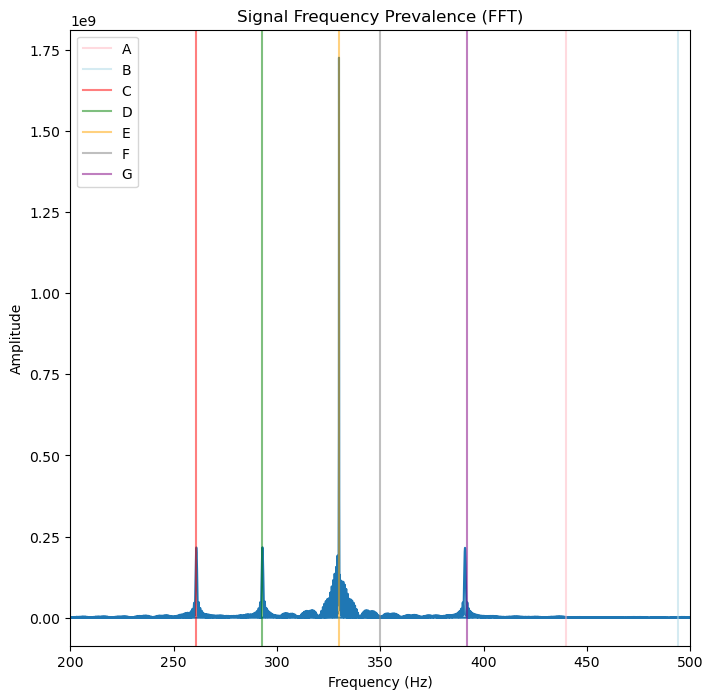 Signal Frequency Prevalence (FFT)
1e9
1.75
1.50
1.25
1.00
0.75
0.50
0.25
0.00
Amplitude
A
B
C
D
E
F
G
200
250
300
350
400
450
500
Frequency (Hz)